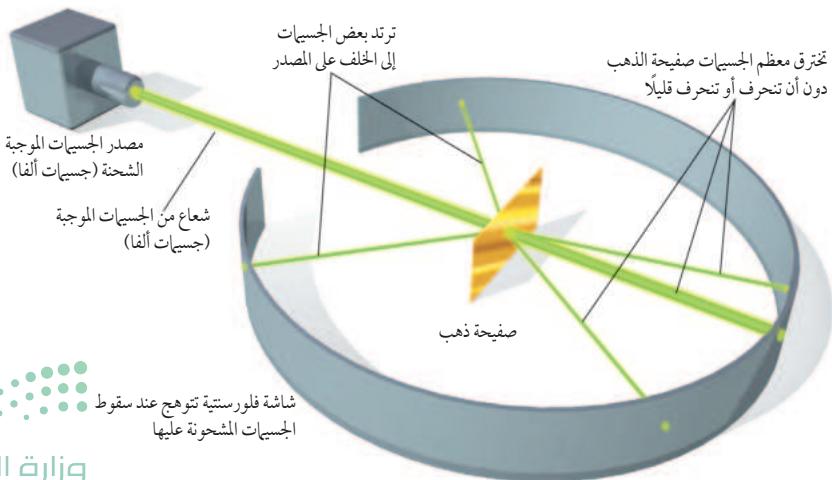 ترتد بعض الجسيمات
إلى الخلف على المصدر
تخترق معظم الجسيمات صفيحة الذهب
دون أن تنحرف أو تنحرف قليلًا
مصدر الجسيمات الموجبة
الشحنة (جسيمات ألفا)
شعاع من الجسيمات الموجبة
(جسيمات ألفا)
صفيحة ذهب
شاشة فلورسنتية تتوهج عند سقوط
الجسيمات المشحونة عليها
وزارة